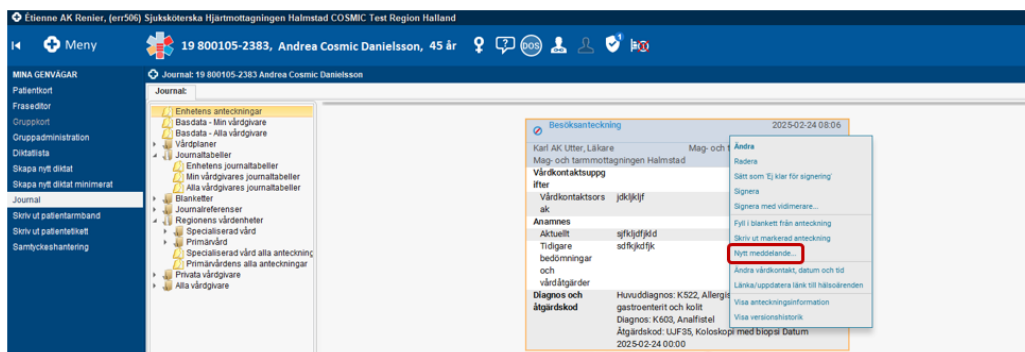 Étienne AK Renier, (err506) Sjuksköterska Hjärtmottagningen Halmstad COSMIC Test Region Halland
Meny
19 800105-2383, Andrea Cosmic Danielsson, 45 år
DOS
MINA GENVÄGAR
Patientkort
Fraseditor
Gruppkort
Gruppadministration
Diktatlista
Skapa nytt diktat
Skapa nytt diktat minimerat
Journal
Skriv ut patientarmband
Skriv ut patientetikett
Samtyckeshantering
Journal: 19 800105-2383 Andrea Cosmic Danielsson
Journal:
Enhetens anteckningar
Basdata - Min vårdgivare
Basdata - Alla vårdgivare
Vårdplaner
Journaltabeller
Enhetens journaltabeller
Min vårdgivares journaltabeller
Alla vårdgivares journaltabeller
Blanketter
Journalreferenser
Regionens vårdenheter
Specialiserad vård
Primärvård
Specialiserad vård alla anteckning
Primärvårdens alla anteckningar
Privata vårdgivare
Alla vårdgivare
Besöksanteckning 2025-02-24 08:06
Karl AK Utter, Läkare Mag- och t
Mag- och tarmmottagningen Halmstad
Vårdkontaktsuppg
ifter
Vårdkontaktsors jdkljkljf
ak
Anamnes
Aktuellt sjfkljdfjkld
Tidigare sdfkjkdfjk
bedömningar
och
vårdåtgärder
Diagnos och Huvuddiagnos: K522, Allergis
åtgärdskod gastroenterit och kolit
Diagnos: K603, Analfistel
Åtgärdskod: UJF35, Koloskopi med biopsi Datum
2025-02-24 00:00
Ändra
Radera
Sätt som 'Ej klar för signering'
Signera
Signera med vidimerare...
Fyll i blankett från anteckning
Skriv ut markerad anteckning
Nytt meddelande...
Ändra vårdkontakt, datum och tid
Länka/uppdatera länk till hälsoärenden
Visa anteckningsinformation
Visa versionshistorik